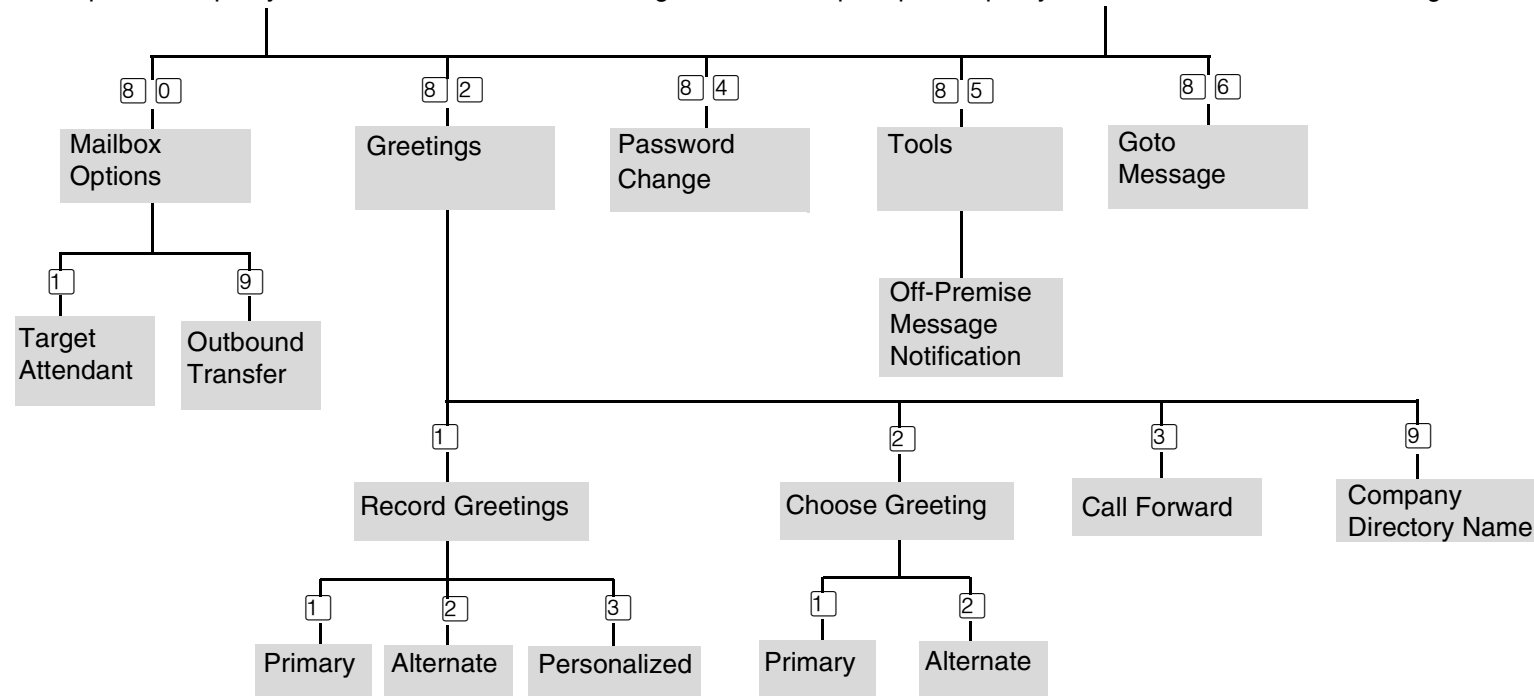 8 0
8 2
8 4
8 5
8 6
Mailbox
Options
Greetings
Password
Change
Tools
Goto
Message
1
9
Target
Attendant
Outbound
Transfer
Off-Premise
Message
Notification
1
2
3
9
Record Greetings
Choose Greeting
Call Forward
Company
Directory Name
1
2
3
1
2
Primary
Alternate
Personalized
Primary
Alternate